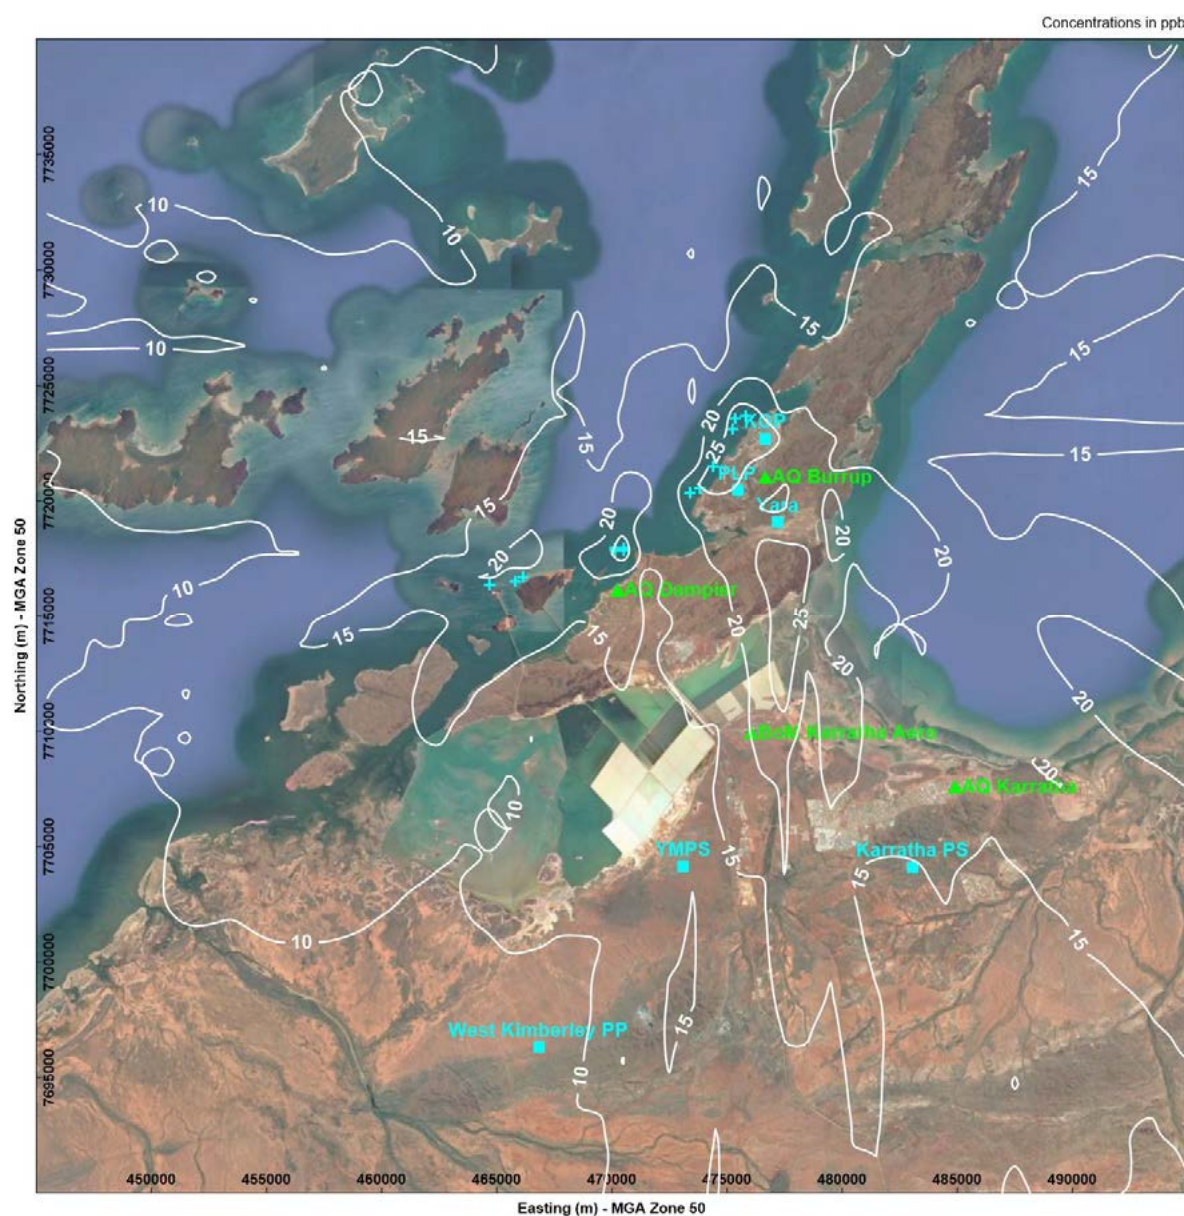 Concentrations in ppb
7735000
7730000
7725000
7720000
7715000
7710000
7705000
7700000
7695000
Northing (m) - MGA Zone 50
10
10
15
10
15
15
20
KGP
15
15
25
PLP
AQ Burrup
15
15
20
Yara
20
20
20
10
AQ Dampier
15
15
20
25
20
20
BoM Karratha Aero
20
AQ Karratha
10
YMPS
15
Karratha PS
15
10
15
15
West Kimberley PP
10
450000 455000 460000 465000 470000 475000 480000 485000 490000
Easting (m) - MGA Zone 50